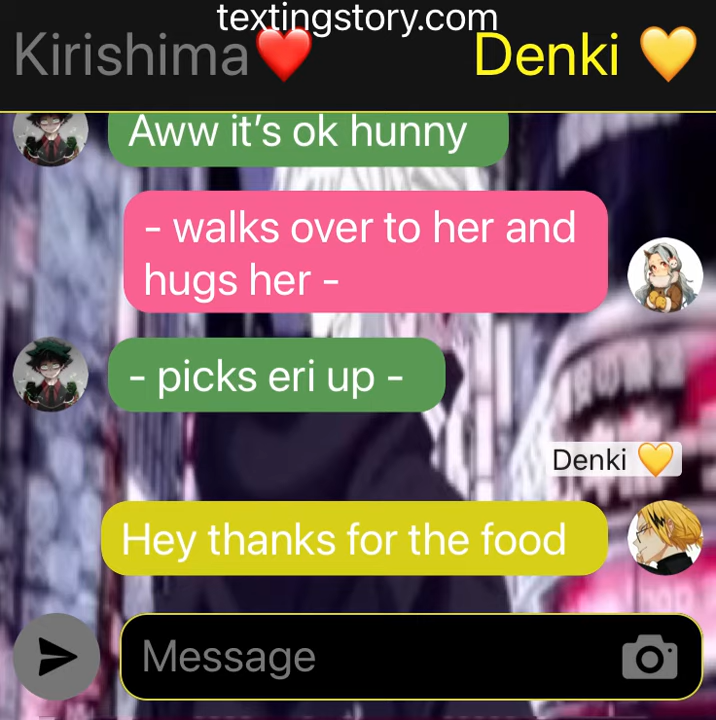 textingstory.com
Kirishima❤️ Denki 💛
Aww it's ok hunny
- walks over to her and
hugs her -
- picks eri up -
Denki 💛
Hey thanks for the food
Message